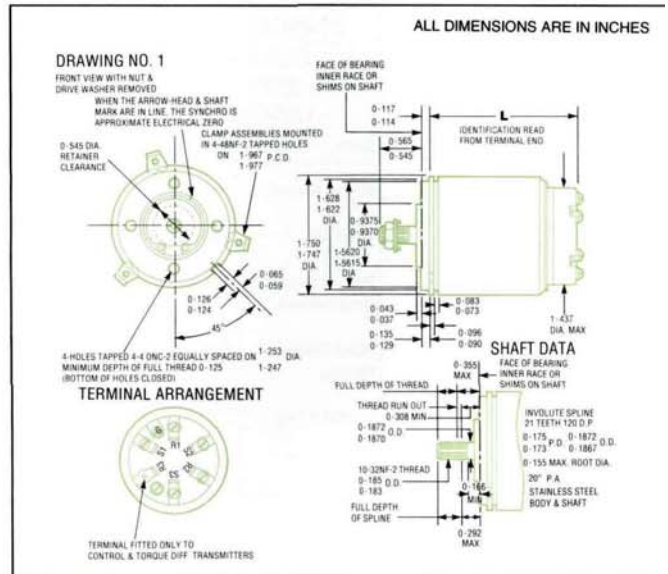 ALL DIMENSIONS ARE IN INCHES
DRAWING NO. 1
FRONT VIEW WITH NUT &
DRIVE WASHER REMOVED
WHEN THE ARROW-HEAD & SHAFT
MARK ARE IN LINE. THE SYNCHRO IS
APPROXIMATE ELECTRICAL ZERO
0·545 DIA.
RETAINER
CLEARANCE
CLAMP ASSEMBLIES MOUNTED
IN 4-48NF-2 TAPPED HOLES
ON 1·967 P.C.D.
1·977
0·065
0·059
0·126
0·124
45°
4-HOLES TAPPED 4-4 ONC-2 EQUALLY SPACED ON 1·253 DIA.
1·247
MINIMUM DEPTH OF FULL THREAD 0·125
(BOTTOM OF HOLES CLOSED)
FACE OF BEARING
INNER RACE OR
SHIMS ON SHAFT
0·117
0·114
0·565
0·545
L
IDENTIFICATION READ
FROM TERMINAL END
1·750
1·747
DIA.
1·628
1·622
DIA.
1·5620
1·5615
DIA
0·9375
0·9370
DIA.
0·043
0·037
0·083
0·073
0·135
0·129
0·096
0·090
1·437
DIA. MAX
TERMINAL ARRANGEMENT
G
R1
S1
R2
S2
S3
TERMINAL FITTED ONLY TO
CONTROL & TORQUE DIFF TRANSMITTERS
SHAFT DATA
FACE OF BEARING
INNER RACE OR
SHIMS ON SHAFT
0·355
MAX
FULL DEPTH OF THREAD
THREAD RUN OUT
0·308 MIN
0·1872 O.D
0·1870
10-32NF-2 THREAD
0·185 O.D.
0·183
0·166
MIN
FULL DEPTH
OF SPLINE
0·292
MAX
INVOLUTE SPLINE
21 TEETH 120 D.P
0·175 P.D. 0·1872 O.D.
0·173 0·1867
0·155 MAX. ROOT DIA.
20° P.A
STAINLESS STEEL
BODY & SHAFT